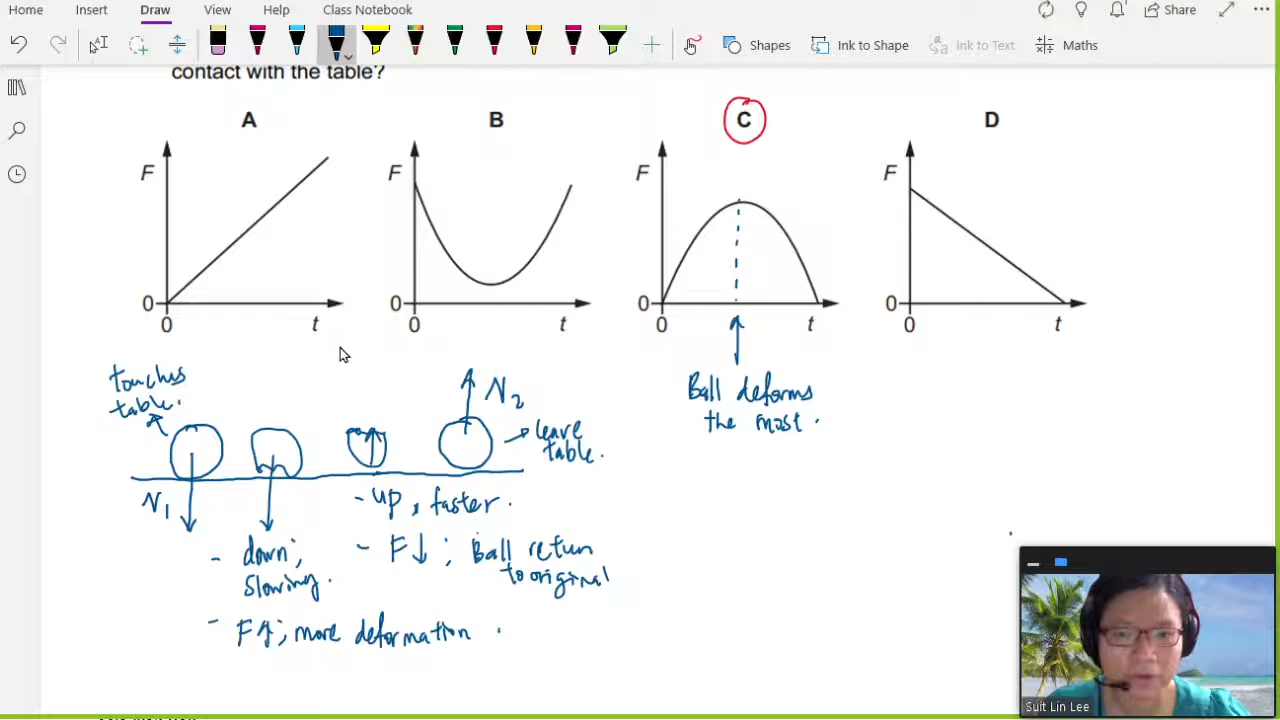 Home Insert Draw View Help Class Notebook Share
Shapes Ink to Shape Ink to Text Maths
contact with the table?
A B C D
F F F F
0 0 0 0
0 t 0 t 0 t 0 t
touches
table.
N2
leave
table.
Ball deforms
the most.
N1
- up, faster.
- down;
slowing.
- F↓; Ball return
to original
- F↑; more deformation.
Suit Lin Lee